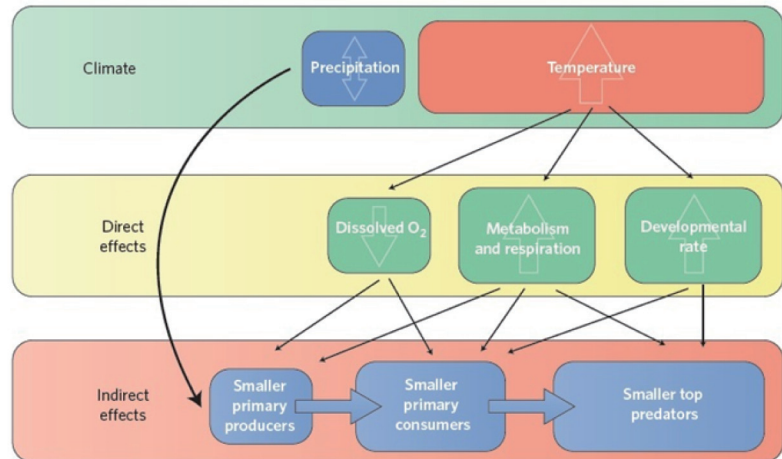 Climate
Precipitation
Temperature
Direct
effects
Dissolved O₂
Metabolism
and respiration
Developmental
rate
Indirect
effects
Smaller
primary
producers
Smaller
primary
consumers
Smaller top
predators